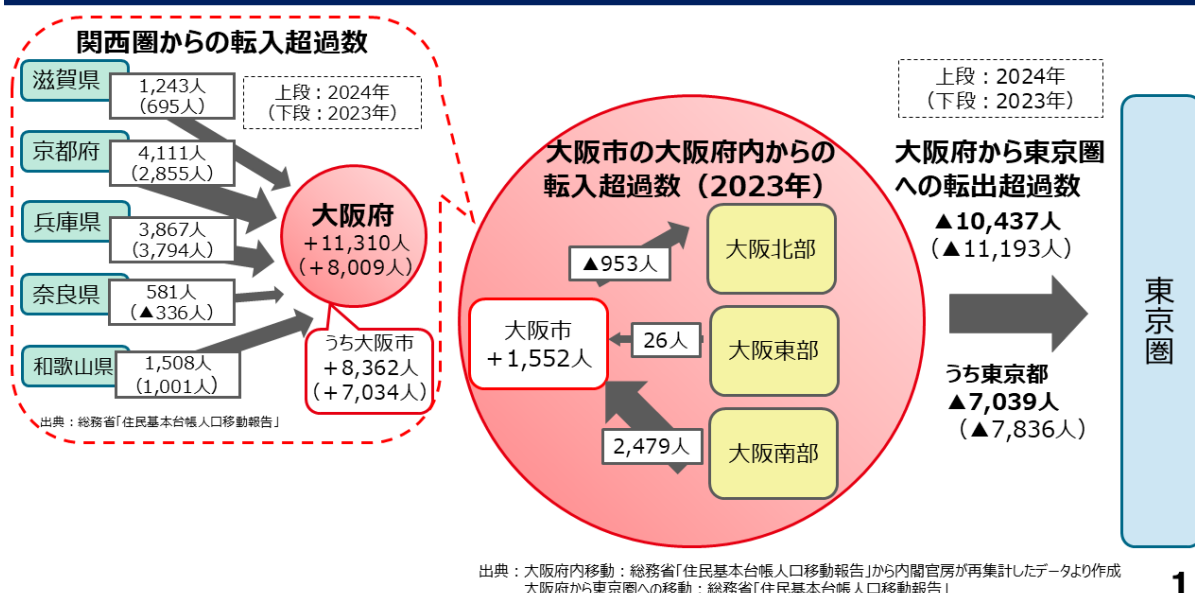 関西圏からの転入超過数
滋賀県
1,243人
(695人)
上段：2024年
（下段：2023年）
京都府
4,111人
(2,855人)
兵庫県
3,867人
(3,794人)
奈良県
581人
(▲336人)
和歌山県
1,508人
(1,001人)
大阪府
+11,310人
(+8,009人)
うち大阪市
+8,362人
(+7,034人)
出典：総務省「住民基本台帳人口移動報告」
大阪市の大阪府内からの
転入超過数（2023年）
▲953人
大阪北部
大阪市
+1,552人
26人
大阪東部
2,479人
大阪南部
上段：2024年
（下段：2023年）
大阪府から東京圏
への転出超過数
▲10,437人
（▲11,193人）
うち東京都
▲7,039人
（▲7,836人）
東京圏
出典：大阪府内移動：総務省「住民基本台帳人口移動報告」から内閣官房が再集計したデータより作成
大阪府から東京圏への移動：総務省「住民基本台帳人口移動報告」
1